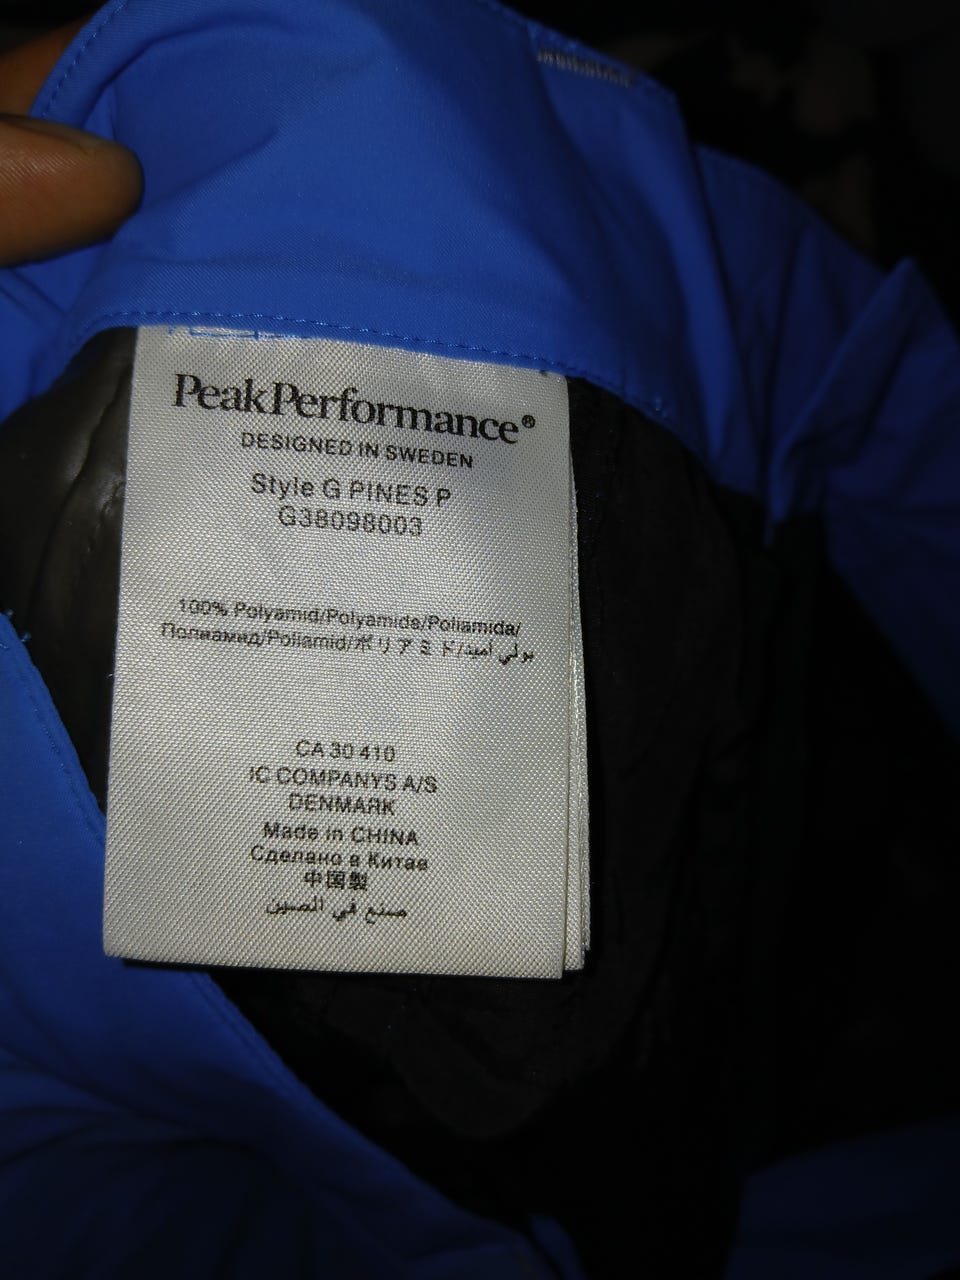 PeakPerformance®
DESIGNED IN SWEDEN
Style G PINES P
G38098003
100% Polyamid/Polyamide/Poliamida/
Полиамид/Poliamid/ポリアミド/بولي أميد
CA 30 410
IC COMPANYS A/S
DENMARK
Made in CHINA
Сделано в Китае
中国製
صنع في الصين